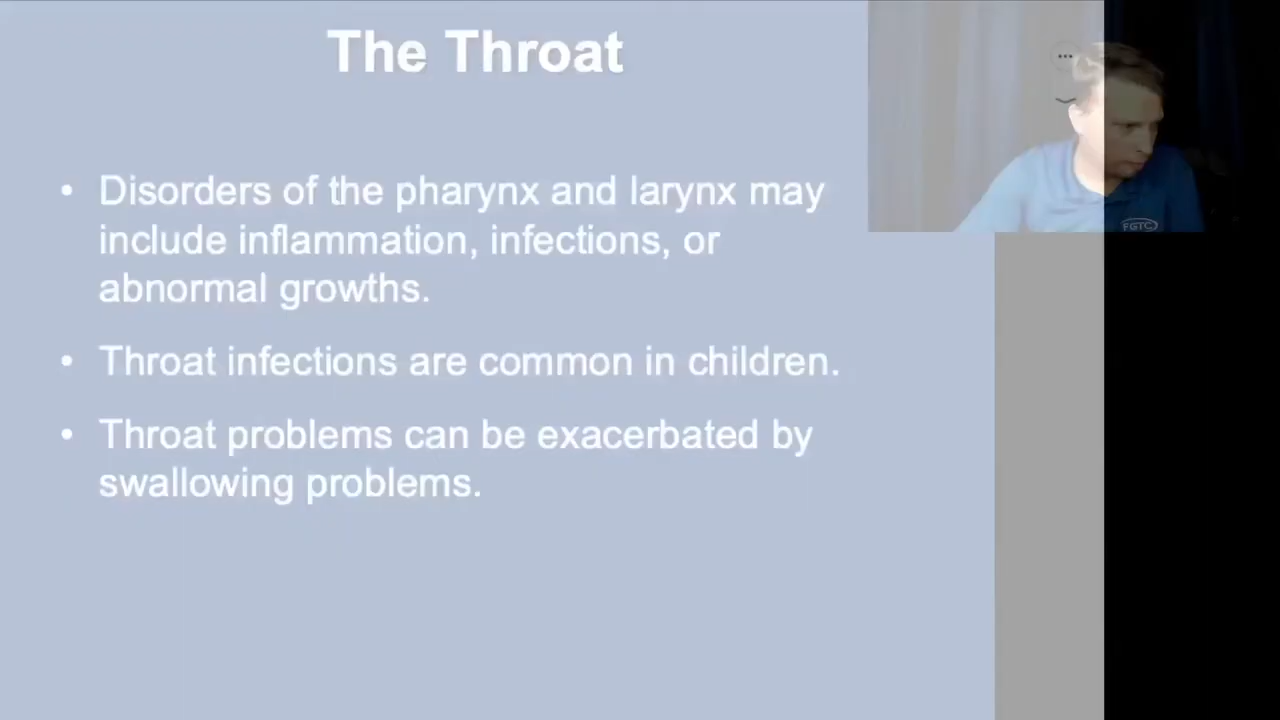 The Throat
• Disorders of the pharynx and larynx may
include inflammation, infections, or
abnormal growths.
• Throat infections are common in children.
• Throat problems can be exacerbated by
swallowing problems.
FGTC